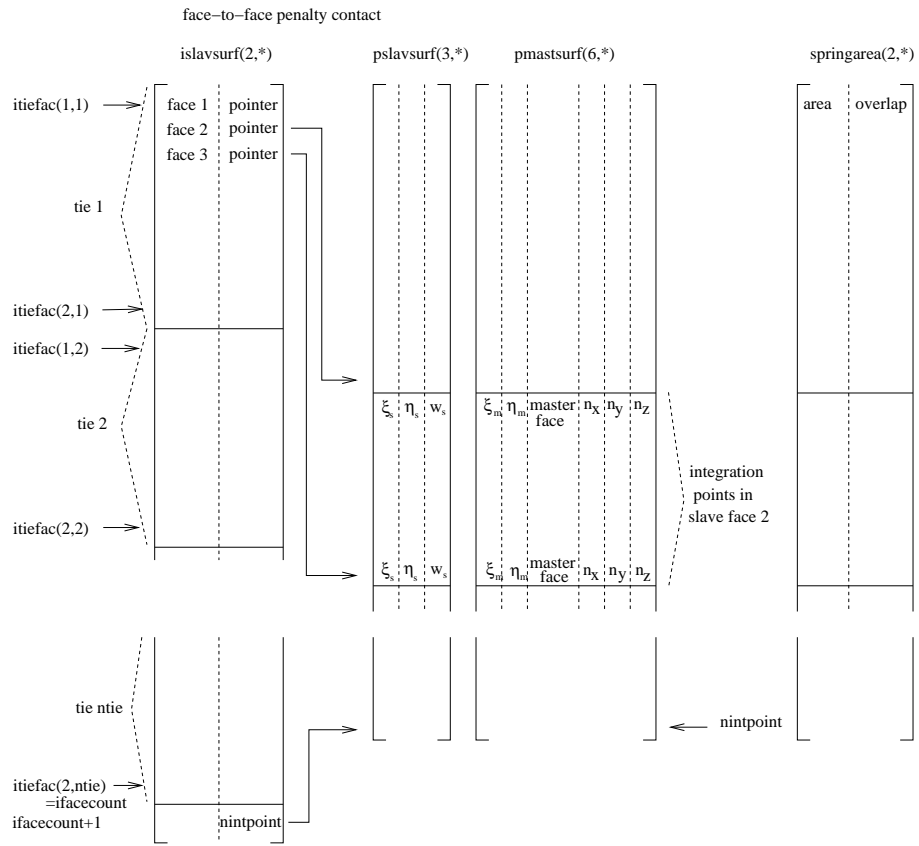 face−to−face penalty contact
islavsurf(2,*) pslavsurf(3,*) pmastsurf(6,*) springarea(2,*)
itiefac(1,1) face 1 pointer area overlap
face 2 pointer
face 3 pointer
tie 1
itiefac(2,1)
itiefac(1,2)
ξs ηs ws ξm ηm master face nx ny nz
tie 2
integration
points in
slave face 2
itiefac(2,2)
ξs ηs ws ξm ηm master face nx ny nz
tie ntie
nintpoint
itiefac(2,ntie)
=ifacecount
ifacecount+1 nintpoint